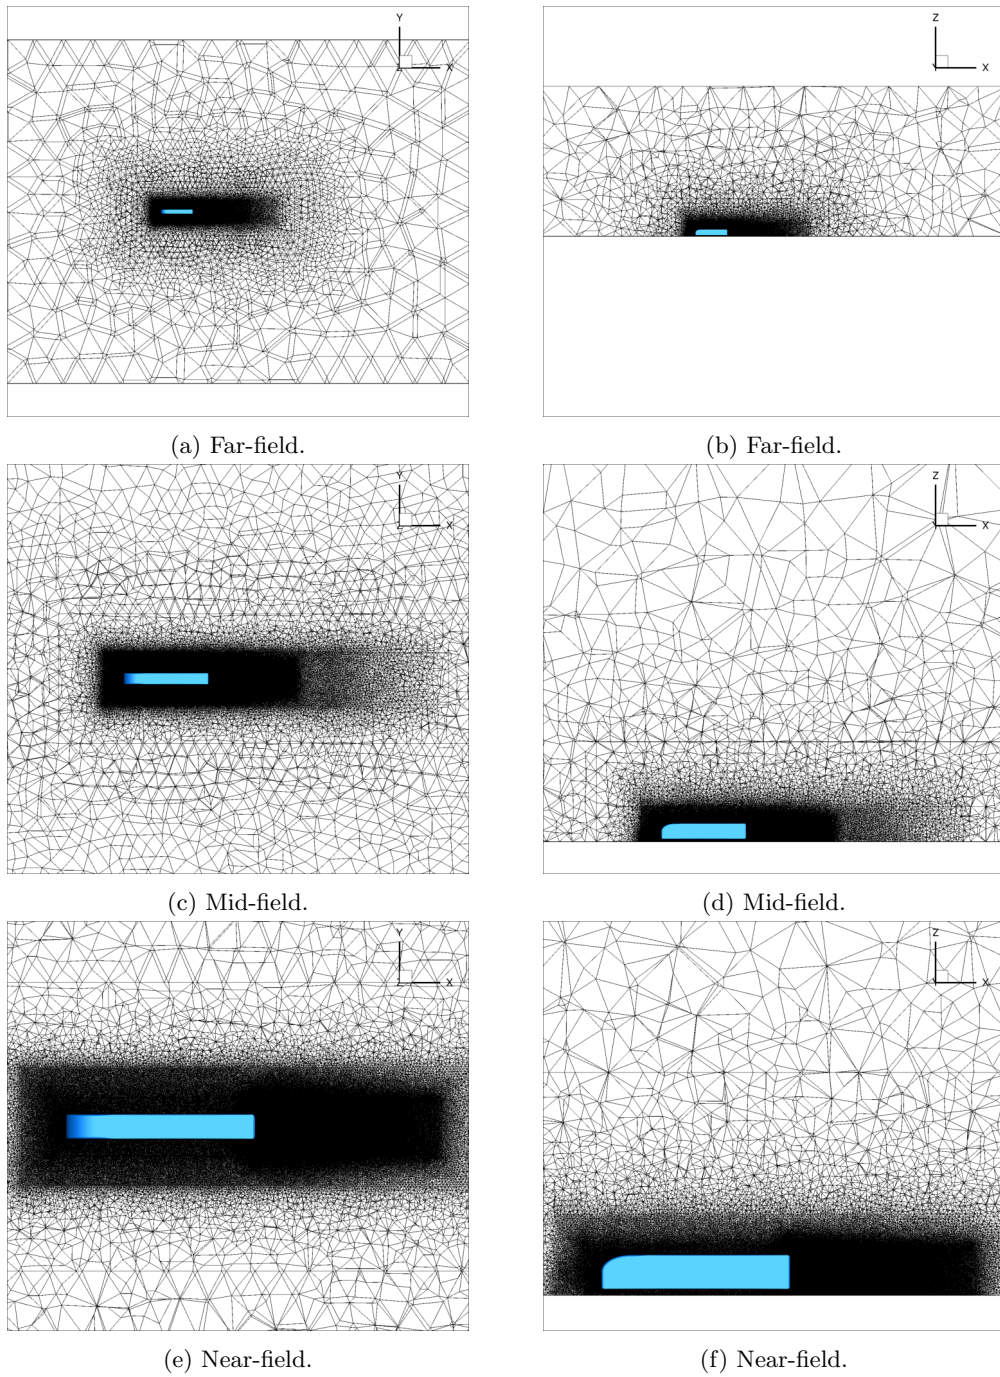 Y
X
Z
X
(a) Far-field.
(b) Far-field.
Y
X
Z
X
(c) Mid-field.
(d) Mid-field.
Y
X
Z
X
(e) Near-field.
(f) Near-field.